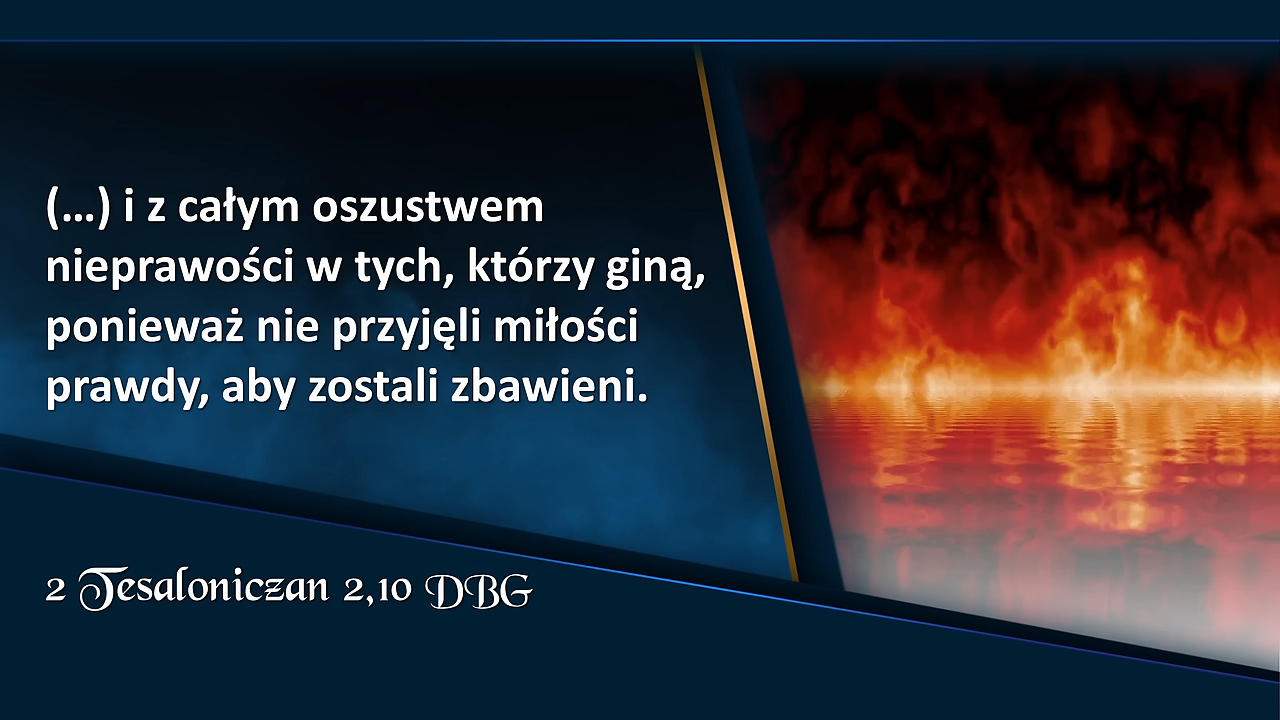 (...) i z całym oszustwem
nieprawości w tych, którzy giną,
ponieważ nie przyjęli miłości
prawdy, aby zostali zbawieni.
2 Tesaloniczan 2,10 DBG